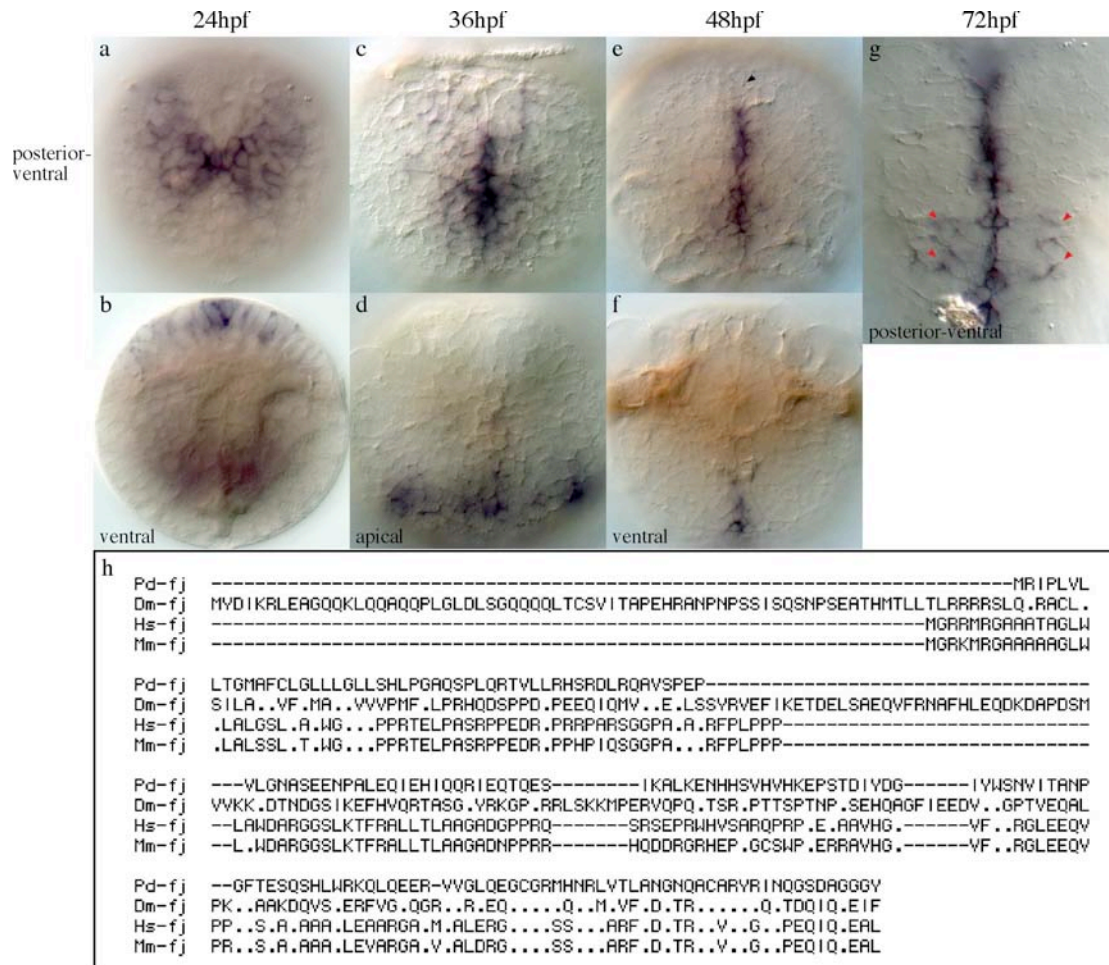 24hpf 36hpf 48hpf 72hpf
a c e g
posterior-
ventral
b d f posterior-ventral
ventral apical ventral
h
Pd-fj ----------------------------------------------------------------------------------------MRIPLVL
Dm-fj MYDIKRLEAGQQKLQQAQQPLGLDLSGQQQQLTCSVITAPEHRANPNPSSISQSNPSEATHMTLLTLRRRRSLQ.RACL.
Hs-fj ------------------------------------------------------------------MGRRMRGAAATAGLW
Mm-fj ------------------------------------------------------------------MGRKMRGAAAAAGLW
Pd-fj LTGMAFCLGLLLGLLSHLPGAQSPLQRTVLLRHSRDLRQAVSPEP-----------------------------------
Dm-fj SILA..VF.MA..VVVPMF.LPRHQDSPPD.PEEQIQMV..E.LSSYRVEFIKETDELSAEQVFRNAFHLEQDKDAPDSM
Hs-fj .LALGSL.A.WG...PPRTELPASRPPEDR.PRRPARSGGPA.ARFPLPPP-----------------------------
Mm-fj .LALSSL.T.WG...PPRTELPASRPPEDR.PPHPIQSGGPA...RFPLPPP----------------------------
Pd-fj ---VLGNASEENPALEQIEHIQQRIEQTQES-------IKALKENHHSVHVHKEPSTDIYDG------IYWSNVITANP
Dm-fj VVKK.DTNDGSIKEFHVQRTASG.YRKGP.RRLSKKMPERVQPQ.TSR.PTTSPTNP.SEHQAGFIEEDV..GPTVEQAL
Hs-fj --LAWDARGGSLKTFRALLTLAAGADGPPRQ-------SRSEPRWHVSARQPRP.E.AAVHG.------VF..RGLEEQV
Mm-fj --L.WDARGGSLKTFRALLTLAAGADNPPRR-------HQDDRGRHEP.GCSWP.ERRAVHG.------VF..RGLEEQV
Pd-fj --GFTESQSHLWRKQLQEER-VVGLQEGCGRMHNRLVTLANGNQACARYRINQGSDAGGGY
Dm-fj PK..AAKDQVS.ERFVG.QGR..R.EQ.....Q..M.VF.D.TR......Q.TDQIQ.EIF
Hs-fj PP..S.A.AAA.LEAARGA.M.ALERG....SS...ARF.D.TR..V..G..PEQIQ.EAL
Mm-fj PR..S.A.AAA.LEVARGA.V.ALDRG....SS...ARF.D.TR..V..G..PEQIQ.EAL